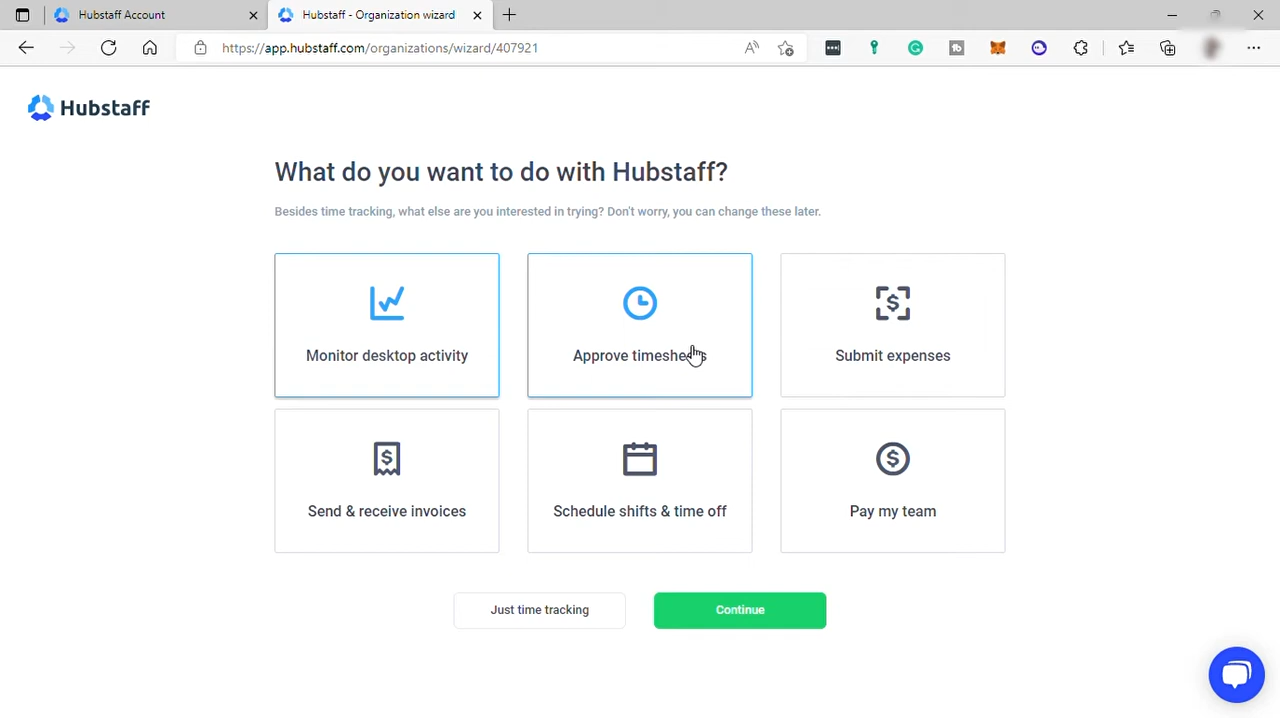 Hubstaff Account
Hubstaff - Organization wizard
https://app.hubstaff.com/organizations/wizard/407921
Hubstaff
What do you want to do with Hubstaff?
Besides time tracking, what else are you interested in trying? Don't worry, you can change these later.
Monitor desktop activity
Approve timesheets
Submit expenses
Send & receive invoices
Schedule shifts & time off
Pay my team
Just time tracking
Continue